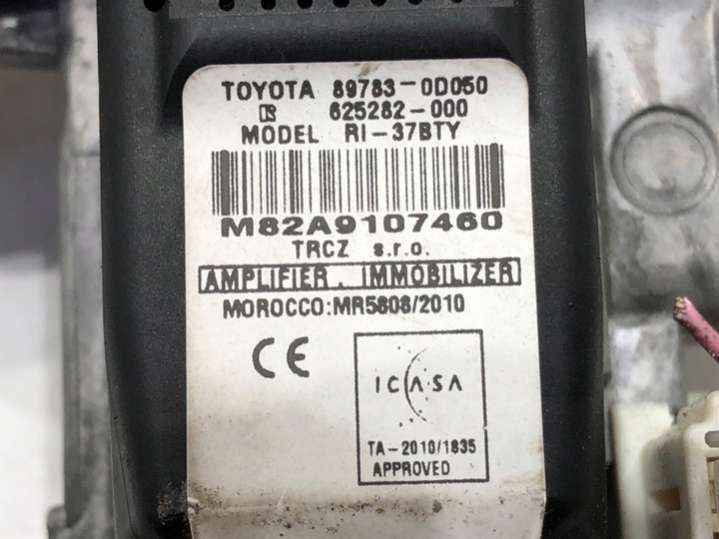 TOYOTA 89783-0D050
625282-000
MODEL RI-37BTY
M82A9107460
TRCZ s.r.o.
AMPLIFIER. IMMOBILIZER
MOROCCO:MR5808/2010
CE
ICASA
TA-2010/1835
APPROVED